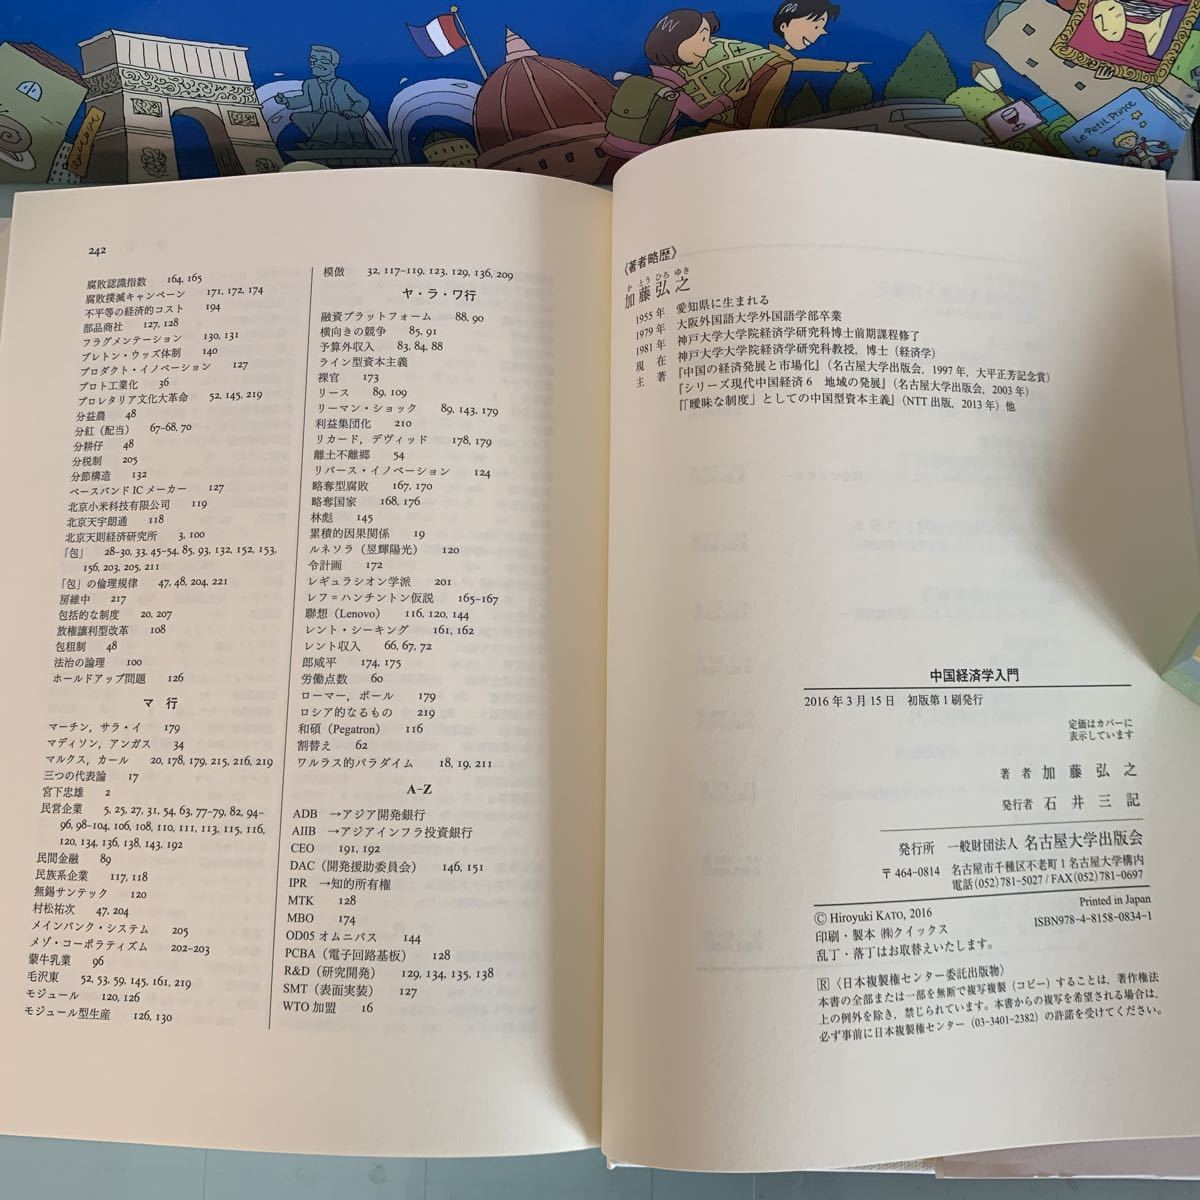 Le Petit Prince
242
腐敗認識指数　164, 165
腐敗撲滅キャンペーン　171, 172, 174
不平等の経済的コスト　194
部品商社　127, 128
フラグメンテーション　130, 131
ブレトン・ウッズ体制　140
プロダクト・イノベーション　127
プロト工業化　36
プロレタリア文化大革命　52, 145, 219
分益農　48
分紅（配当）　67–68, 70
分耕仔　48
分税制　205
分節構造　132
ベースバンドICメーカー　127
北京小米科技有限公司　119
北京天宇朗通　118
北京天則経済研究所　3, 100
「包」　28–30, 33, 45–54, 85, 93, 132, 152, 153,
156, 203, 205, 211
「包」の倫理規律　47, 48, 204, 221
房維中　217
包括的な制度　20, 207
放権譲利型改革　108
包租制　48
法治の論理　100
ホールドアップ問題　126
マ　行
マーチン，サラ・イ　179
マディソン，アンガス　34
マルクス，カール　20, 178, 179, 215, 216, 219
三つの代表論　17
宮下忠雄　2
民営企業　5, 25, 27, 31, 54, 63, 77–79, 82, 94–
96, 98–104, 106, 108, 110, 111, 113, 115, 116,
120, 134, 136, 138, 143, 192
民間金融　89
民族系企業　117, 118
無錫サンテック　120
村松祐次　47, 204
メインバンク・システム　205
メゾ・コーポラティズム　202–203
蒙牛乳業　96
毛沢東　52, 53, 59, 145, 161, 219
モジュール　120, 126
モジュール型生産　126, 130
模倣　32, 117–119, 123, 129, 136, 209
ヤ・ラ・ワ行
融資プラットフォーム　88, 90
横向きの競争　85, 91
予算外収入　83, 84, 88
ライン型資本主義
裸官　173
リース　89, 109
リーマン・ショック　89, 143, 179
利益集団化　210
リカード，デヴィッド　178, 179
離土不離郷　54
リバース・イノベーション　124
略奪型腐敗　167, 170
略奪国家　168, 176
林彪　145
累積的因果関係　19
ルネソラ（昱輝陽光）　120
令計画　172
レギュラシオン学派　201
レフ＝ハンチントン仮説　165–167
聯想（Lenovo）　116, 120, 144
レント・シーキング　161, 162
レント収入　66, 67, 72
郎咸平　174, 175
労働点数　60
ローマー，ポール　179
ロシア的なるもの　219
和碩（Pegatron）　116
割替え　62
ワルラス的パラダイム　18, 19, 211
A–Z
ADB　→アジア開発銀行
AIIB　→アジアインフラ投資銀行
CEO　191, 192
DAC（開発援助委員会）　146, 151
IPR　→知的所有権
MTK　128
MBO　174
OD05オムニバス　144
PCBA（電子回路基板）　128
R&D（研究開発）　129, 134, 135, 138
SMT（表面実装）　127
WTO加盟　16
《著者略歴》
か とう ひろ ゆき
加藤弘之
1955年　愛知県に生まれる
1979年　大阪外国語大学外国語学部卒業
1981年　神戸大学大学院経済学研究科博士前期課程修了
現　在　神戸大学大学院経済学研究科教授，博士（経済学）
主　著　『中国の経済発展と市場化』（名古屋大学出版会，1997年，大平正芳記念賞）
『シリーズ現代中国経済6　地域の発展』（名古屋大学出版会，2003年）
『「曖昧な制度」としての中国型資本主義』（NTT出版，2013年）他
中国経済学入門
2016年3月15日　初版第1刷発行
定価はカバーに
表示しています
著　者　加　藤　弘　之
発行者　石　井　三　記
発行所　一般財団法人 名古屋大学出版会
〒464-0814　名古屋市千種区不老町1名古屋大学構内
電話(052)781-5027/FAX(052)781-0697
© Hiroyuki KATO, 2016　Printed in Japan
印刷・製本 ㈱クイックス　ISBN978-4-8158-0834-1
乱丁・落丁はお取替えいたします。
R〈日本複製権センター委託出版物〉
本書の全部または一部を無断で複写複製（コピー）することは，著作権法
上の例外を除き，禁じられています。本書からの複写を希望される場合は，
必ず事前に日本複製権センター（03-3401-2382）の許諾を受けてください。